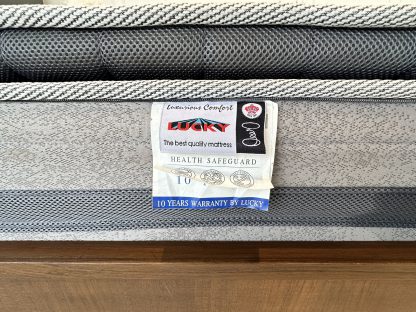 Luxurious Comfort
LUCKY
The best quality mattress
HEALTH SAFEGUARD
10
10 YEARS WARRANTY BY LUCKY